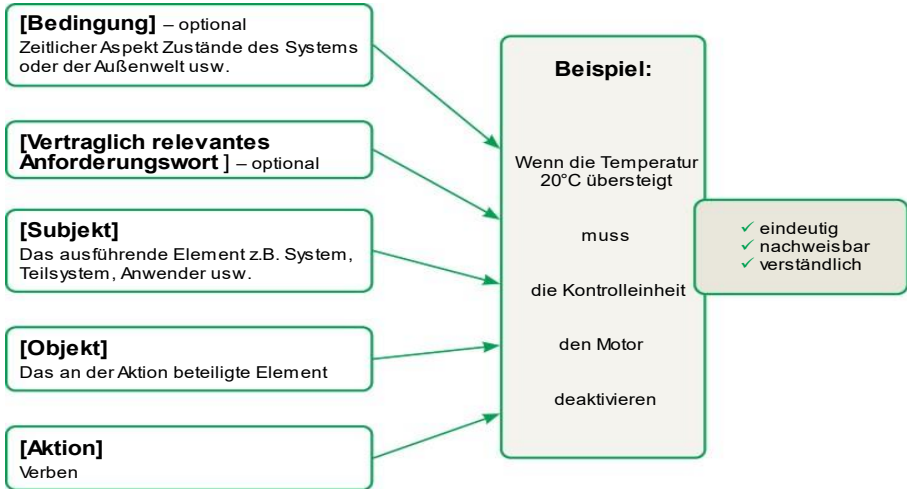 [Bedingung] – optional
Zeitlicher Aspekt Zustände des Systems
oder der Außenwelt usw.
[Vertraglich relevantes
Anforderungswort ] – optional
[Subjekt]
Das ausführende Element z.B. System,
Teilsystem, Anwender usw.
[Objekt]
Das an der Aktion beteiligte Element
[Aktion]
Verben
Beispiel:
Wenn die Temperatur
20°C übersteigt
muss
die Kontrolleinheit
den Motor
deaktivieren
✓ eindeutig
✓ nachweisbar
✓ verständlich